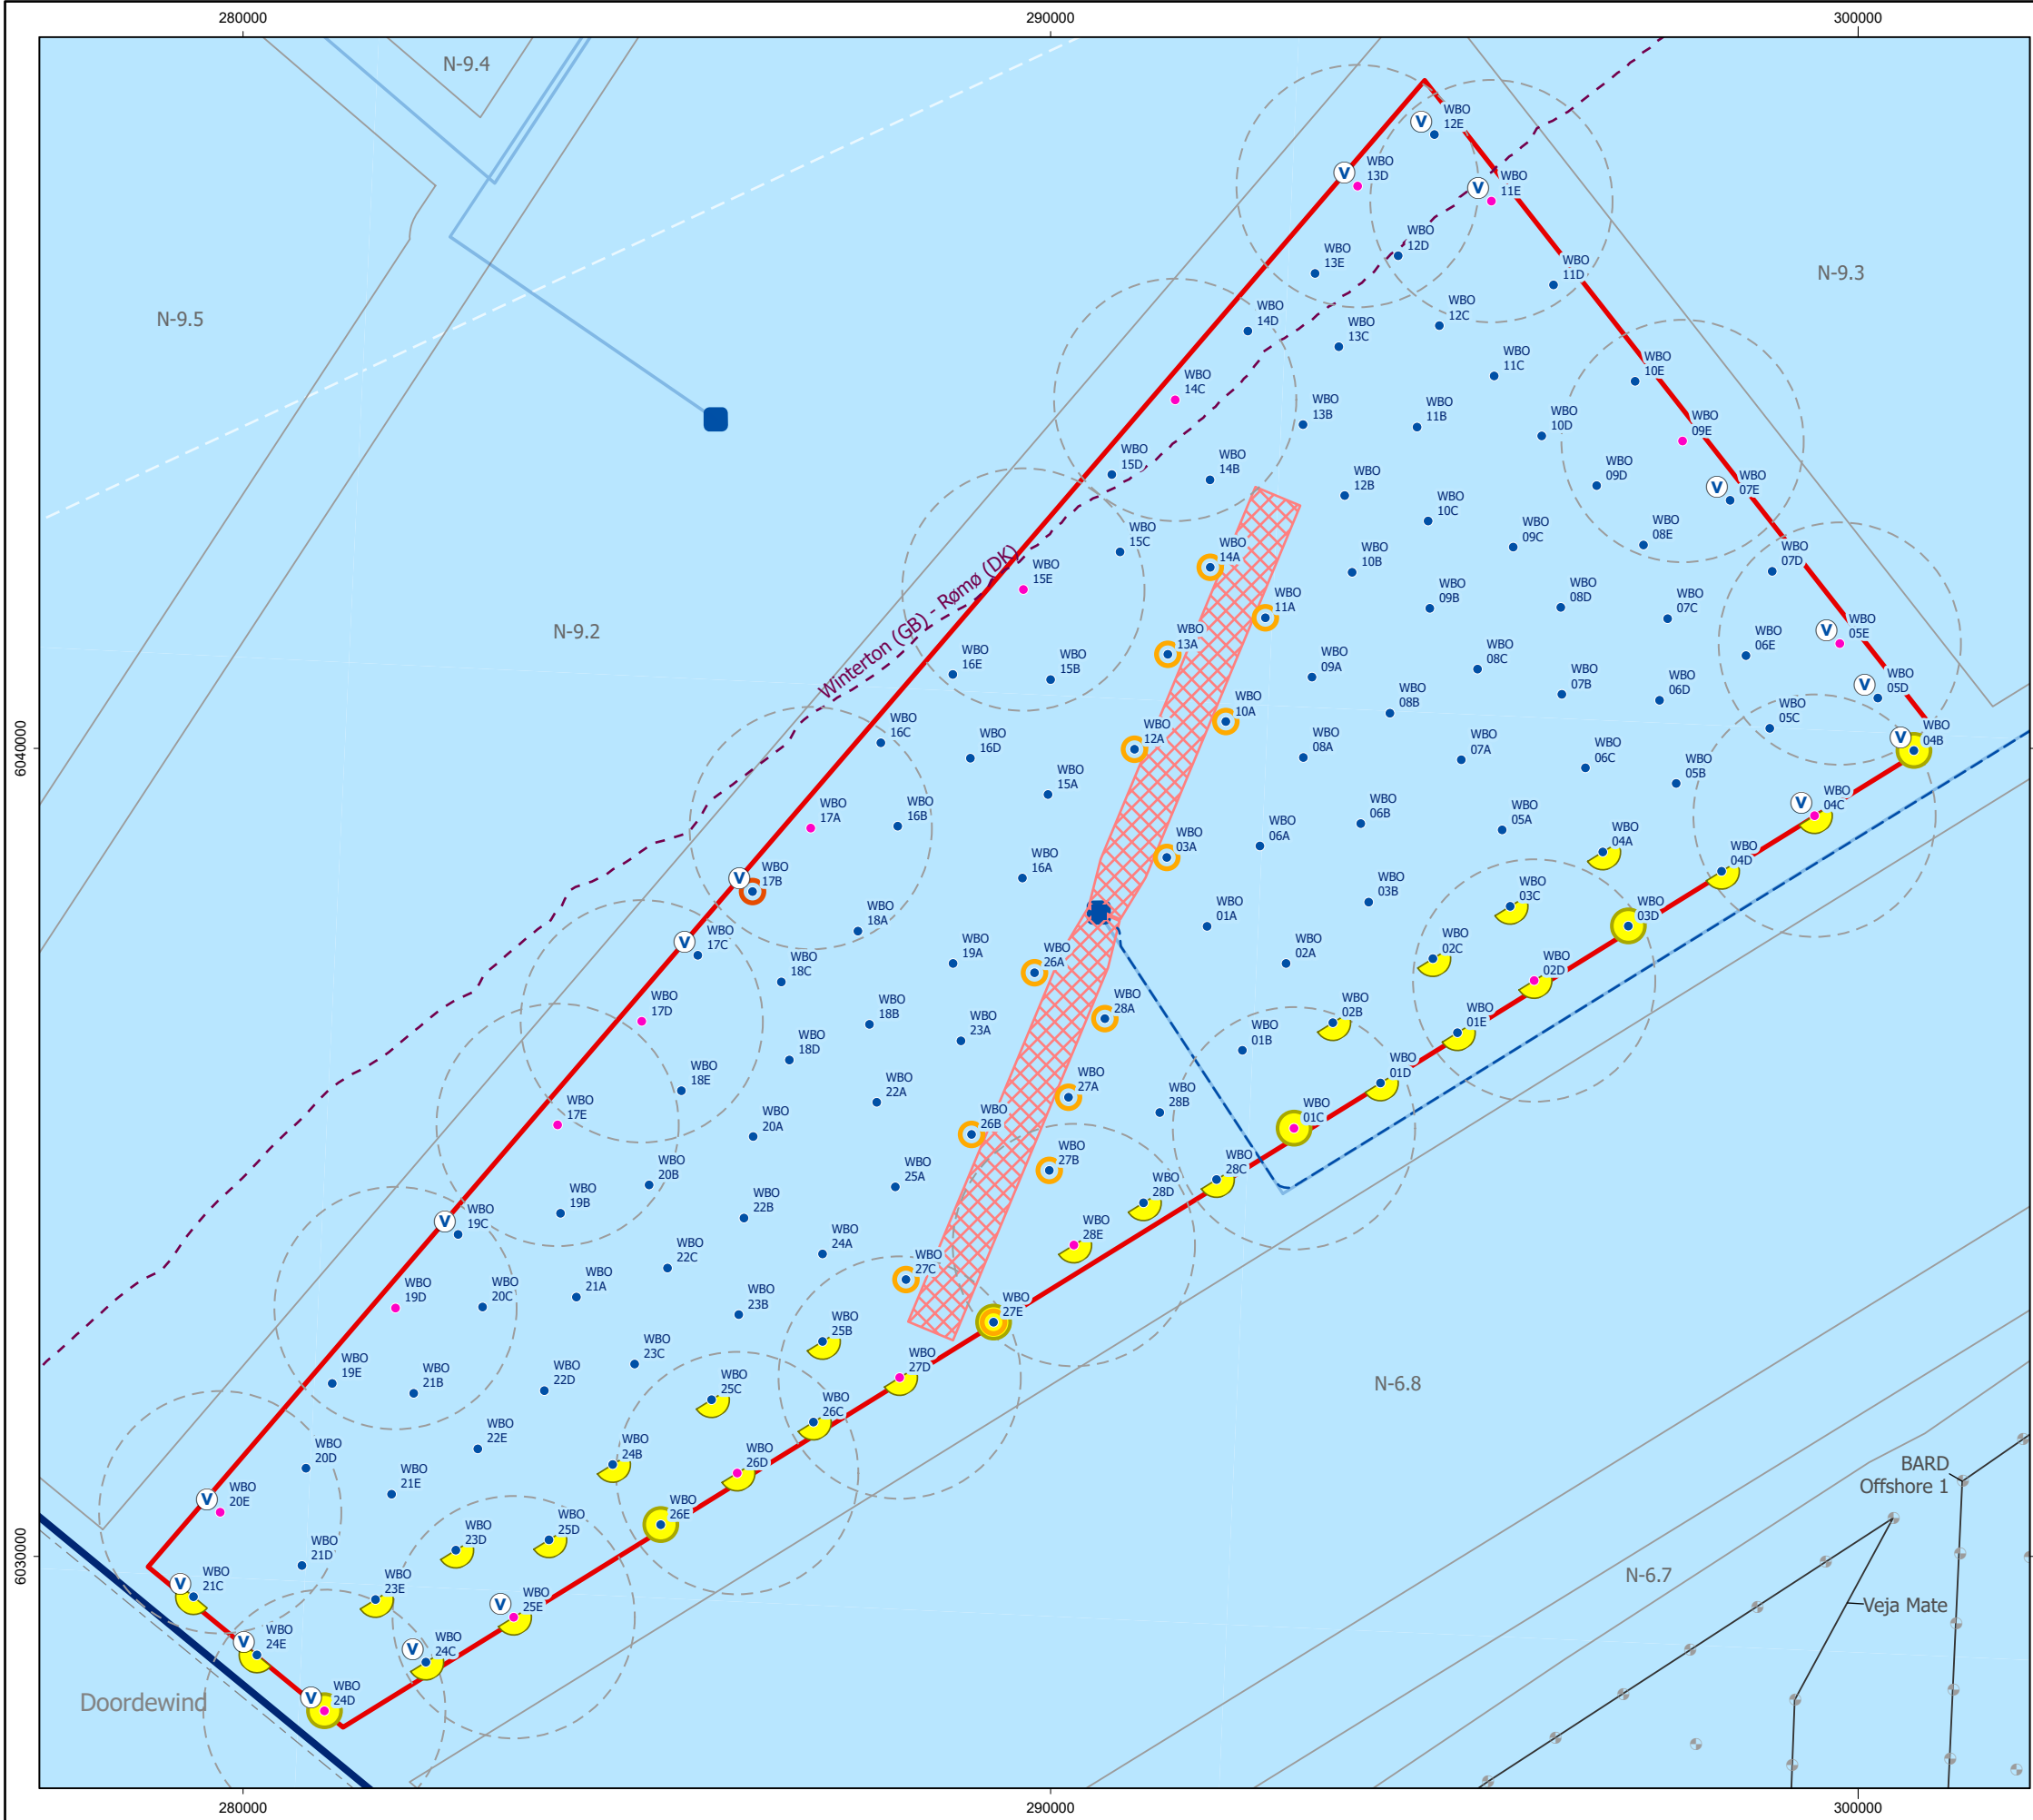 280000
290000
300000
N-9.4
WBO
12E
V
WBO
13D
V
WBO
11E
V
WBO
12D
WBO
13E
WBO
11D
N-9.3
N-9.5
WBO
14D
WBO
12C
WBO
13C
WBO
11C
WBO
10E
WBO
14C
WBO
13B
WBO
11B
WBO
10D
WBO
09E
WBO
15D
WBO
14B
WBO
12B
WBO
09D
WBO
07E
V
WBO
10C
WBO
15C
WBO
14A
WBO
10B
WBO
09C
WBO
08E
WBO
07D
Winterton (GB) - Rømø (DK)
WBO
15E
WBO
11A
WBO
09B
WBO
08D
WBO
07C
N-9.2
WBO
13A
V
WBO
05E
WBO
16E
WBO
15B
WBO
09A
WBO
08C
WBO
06E
WBO
07B
WBO
06D
V
WBO
05D
WBO
16C
WBO
10A
WBO
08B
WBO
05C
6040000
WBO
16D
WBO
12A
WBO
08A
WBO
07A
WBO
06C
V
WBO
04B
WBO
15A
WBO
05B
WBO
17A
WBO
16B
WBO
06B
WBO
05A
V
WBO
04C
WBO
03A
WBO
06A
WBO
04A
WBO
04D
V
WBO
17B
WBO
16A
WBO
03B
WBO
03C
V
WBO
17C
WBO
18A
WBO
01A
WBO
03D
WBO
18C
WBO
19A
WBO
26A
WBO
02A
WBO
02C
WBO
02D
WBO
17D
WBO
18B
WBO
23A
WBO
28A
WBO
02B
WBO
01E
WBO
18D
WBO
01B
WBO
18E
WBO
22A
WBO
27A
WBO
28B
WBO
01D
WBO
17E
WBO
20A
WBO
26B
WBO
01C
WBO
20B
WBO
25A
WBO
27B
WBO
28C
V
WBO
19C
WBO
19B
WBO
22B
WBO
28D
WBO
22C
WBO
24A
WBO
28E
WBO
19D
WBO
20C
WBO
21A
WBO
27C
WBO
23B
WBO
25B
WBO
27E
WBO
19E
WBO
21B
WBO
22D
WBO
23C
WBO
25C
WBO
27D
N-6.8
WBO
22E
WBO
26C
WBO
20D
WBO
24B
WBO
26D
BARD
Offshore 1
V
WBO
20E
WBO
21E
WBO
26E
6030000
WBO
21D
WBO
23D
WBO
25D
N-6.7
V
WBO
21C
WBO
23E
V
WBO
25E
Veja Mate
V
WBO
24E
V
WBO
24C
Doordewind
V
WBO
24D
280000
290000
300000